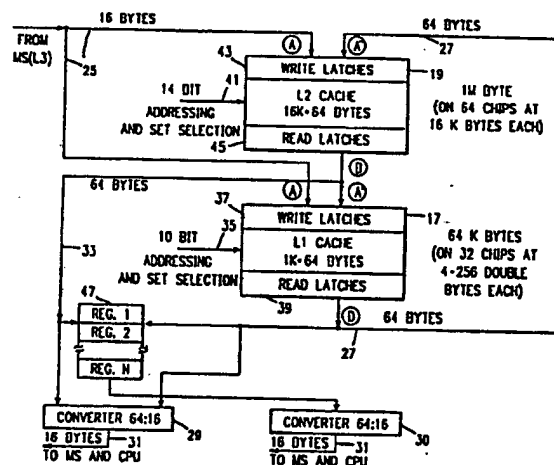 16 BYTES
64 BYTES
FROM
MS(L3)
A
A'
27
25
43
WRITE LATCHES
19
14 BIT
41
L2 CACHE
16K·64 BYTES
1M BYTE
(ON 64 CHIPS AT
16 K BYTES EACH)
ADDRESSING
AND SET SELECTION
45
READ LATCHES
D
64 BYTES
A
A'
37
WRITE LATCHES
17
10 BIT
35
L1 CACHE
1K·64 BYTES
64 K BYTES
(ON 32 CHIPS AT
4·256 DOUBLE
BYTES EACH)
33
ADDRESSING
AND SET SELECTION
READ LATCHES
39
47
D
64 BYTES
27
REG. 1
REG. 2
REG. N
CONVERTER 64:16
CONVERTER 64:16
16 BYTES
31
29
16 BYTES
31
30
TO MS AND CPU
TO MS AND CPU